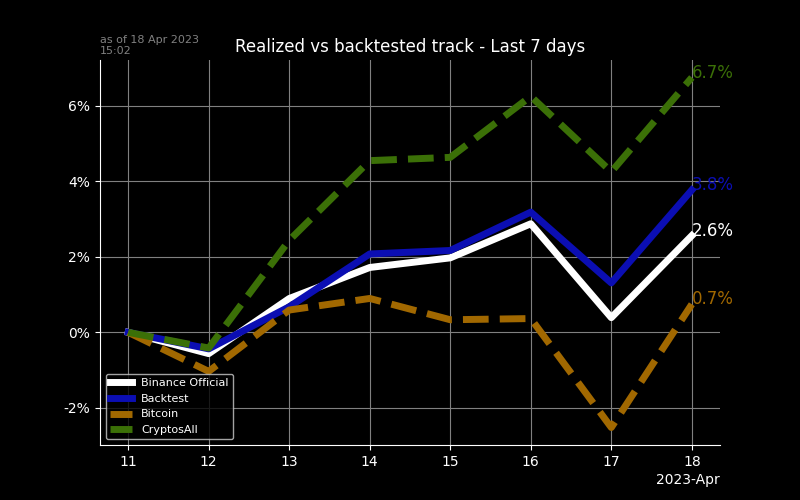 as of 18 Apr 2023
15:02
Realized vs backtested track - Last 7 days
6.7%
6%
4%
3.8%
2.6%
2%
0.7%
0%
-2%
Binance Official
Backtest
Bitcoin
CryptosAll
11 12 13 14 15 16 17 18
2023-Apr